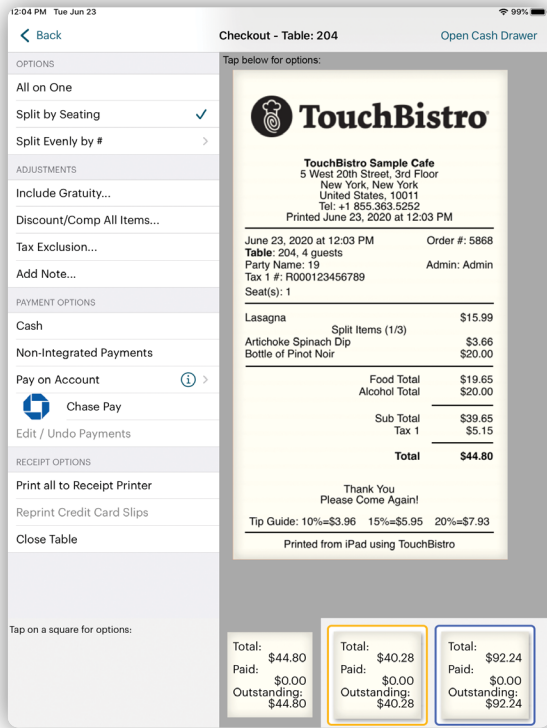 12:04 PM Tue Jun 23
99%
Back
Checkout - Table: 204
Open Cash Drawer
OPTIONS
All on One
Split by Seating
Split Evenly by #
ADJUSTMENTS
Include Gratuity...
Discount/Comp All Items...
Tax Exclusion...
Add Note...
PAYMENT OPTIONS
Cash
Non-Integrated Payments
Pay on Account
Chase Pay
Edit / Undo Payments
RECEIPT OPTIONS
Print all to Receipt Printer
Reprint Credit Card Slips
Close Table
Tap below for options:
TouchBistro
TouchBistro Sample Cafe
5 West 20th Street, 3rd Floor
New York, New York
United States, 10011
Tel: +1 855.363.5252
Printed June 23, 2020 at 12:03 PM
June 23, 2020 at 12:03 PM Order #: 5868
Table: 204, 4 guests
Party Name: 19 Admin: Admin
Tax 1 #: R000123456789
Seat(s): 1
Lasagna $15.99
Split Items (1/3)
Artichoke Spinach Dip $3.66
Bottle of Pinot Noir $20.00
Food Total $19.65
Alcohol Total $20.00
Sub Total $39.65
Tax 1 $5.15
Total $44.80
Thank You
Please Come Again!
Tip Guide: 10%=$3.96 15%=$5.95 20%=$7.93
Printed from iPad using TouchBistro
Tap on a square for options:
Total:
$44.80
Paid:
$0.00
Outstanding:
$44.80
Total:
$40.28
Paid:
$0.00
Outstanding:
$40.28
Total:
$92.24
Paid:
$0.00
Outstanding:
$92.24